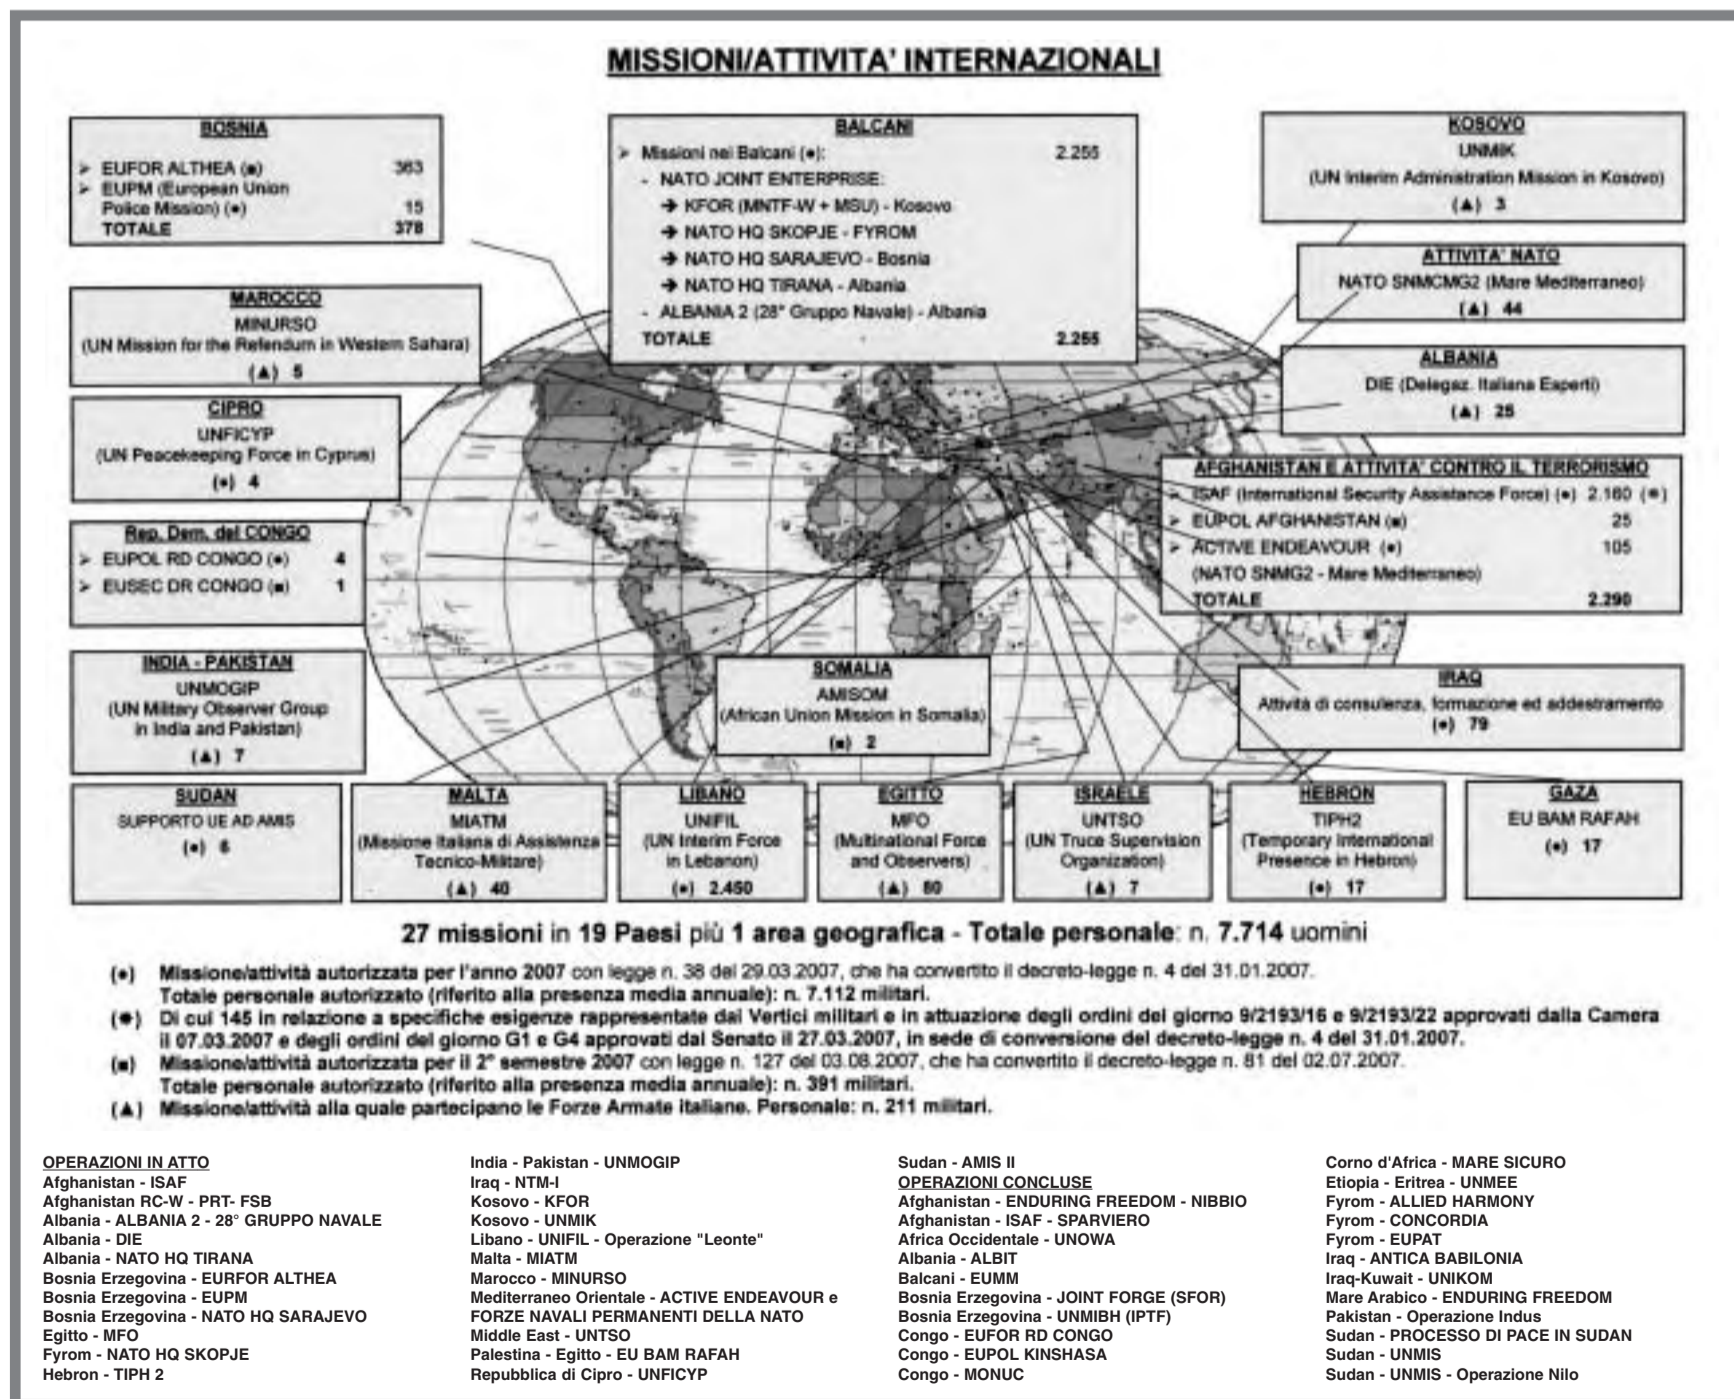 MISSIONI/ATTIVITA' INTERNAZIONALI
BOSNIA
➢ EUFOR ALTHEA (■) 363
➢ EUPM (European Union
Police Mission) (●) 15
TOTALE 378
BALCANI
➢ Missioni nei Balcani (●): 2.255
- NATO JOINT ENTERPRISE:
➔ KFOR (MNTF-W + MSU) - Kosovo
➔ NATO HQ SKOPJE - FYROM
➔ NATO HQ SARAJEVO - Bosnia
➔ NATO HQ TIRANA - Albania
- ALBANIA 2 (28° Gruppo Navale) - Albania
TOTALE 2.255
KOSOVO
UNMIK
(UN Interim Administration Mission in Kosovo)
(▲) 3
ATTIVITA' NATO
NATO SNMCMG2 (Mare Mediterraneo)
(▲) 44
MAROCCO
MINURSO
(UN Mission for the Refendum in Western Sahara)
(▲) 5
ALBANIA
DIE (Delegaz. Italiana Esperti)
(▲) 25
CIPRO
UNFICYP
(UN Peacekeeping Force in Cyprus)
(●) 4
AFGHANISTAN E ATTIVITA' CONTRO IL TERRORISMO
➢ ISAF (International Security Assistance Force) (●) 2.160 (✱)
➢ EUPOL AFGHANISTAN (■) 25
➢ ACTIVE ENDEAVOUR (●) 105
(NATO SNMG2 - Mare Mediterraneo)
TOTALE 2.290
Rep. Dem. del CONGO
➢ EUPOL RD CONGO (●) 4
➢ EUSEC DR CONGO (■) 1
INDIA - PAKISTAN
UNMOGIP
(UN Military Observer Group
in India and Pakistan)
(▲) 7
SOMALIA
AMISOM
(African Union Mission in Somalia)
(■) 2
IRAQ
Attività di consulenza, formazione ed addestramento
(●) 79
SUDAN
SUPPORTO UE AD AMIS
(●) 6
MALTA
MIATM
(Missione Italiana di Assistenza
Tecnico-Militare)
(▲) 40
LIBANO
UNIFIL
(UN Interim Force
in Lebanon)
(●) 2.450
EGITTO
MFO
(Multinational Force
and Observers)
(▲) 80
ISRAELE
UNTSO
(UN Truce Supervision
Organization)
(▲) 7
HEBRON
TIPH2
(Temporary International
Presence in Hebron)
(●) 17
GAZA
EU BAM RAFAH
(●) 17
27 missioni in 19 Paesi più 1 area geografica - Totale personale: n. 7.714 uomini
(●) Missione/attività autorizzata per l'anno 2007 con legge n. 38 del 29.03.2007, che ha convertito il decreto-legge n. 4 del 31.01.2007.
Totale personale autorizzato (riferito alla presenza media annuale): n. 7.112 militari.
(✱) Di cui 145 in relazione a specifiche esigenze rappresentate dai Vertici militari e in attuazione degli ordini del giorno 9/2193/16 e 9/2193/22 approvati dalla Camera
il 07.03.2007 e degli ordini del giorno G1 e G4 approvati dal Senato il 27.03.2007, in sede di conversione del decreto-legge n. 4 del 31.01.2007.
(■) Missione/attività autorizzata per il 2° semestre 2007 con legge n. 127 del 03.08.2007, che ha convertito il decreto-legge n. 81 del 02.07.2007.
Totale personale autorizzato (riferito alla presenza media annuale): n. 391 militari.
(▲) Missione/attività alla quale partecipano le Forze Armate italiane. Personale: n. 211 militari.
OPERAZIONI IN ATTO
Afghanistan - ISAF
Afghanistan RC-W - PRT- FSB
Albania - ALBANIA 2 - 28° GRUPPO NAVALE
Albania - DIE
Albania - NATO HQ TIRANA
Bosnia Erzegovina - EURFOR ALTHEA
Bosnia Erzegovina - EUPM
Bosnia Erzegovina - NATO HQ SARAJEVO
Egitto - MFO
Fyrom - NATO HQ SKOPJE
Hebron - TIPH 2
India - Pakistan - UNMOGIP
Iraq - NTM-I
Kosovo - KFOR
Kosovo - UNMIK
Libano - UNIFIL - Operazione "Leonte"
Malta - MIATM
Marocco - MINURSO
Mediterraneo Orientale - ACTIVE ENDEAVOUR e
FORZE NAVALI PERMANENTI DELLA NATO
Middle East - UNTSO
Palestina - Egitto - EU BAM RAFAH
Repubblica di Cipro - UNFICYP
Sudan - AMIS II
OPERAZIONI CONCLUSE
Afghanistan - ENDURING FREEDOM - NIBBIO
Afghanistan - ISAF - SPARVIERO
Africa Occidentale - UNOWA
Albania - ALBIT
Balcani - EUMM
Bosnia Erzegovina - JOINT FORGE (SFOR)
Bosnia Erzegovina - UNMIBH (IPTF)
Congo - EUFOR RD CONGO
Congo - EUPOL KINSHASA
Congo - MONUC
Corno d'Africa - MARE SICURO
Etiopia - Eritrea - UNMEE
Fyrom - ALLIED HARMONY
Fyrom - CONCORDIA
Fyrom - EUPAT
Iraq - ANTICA BABILONIA
Iraq-Kuwait - UNIKOM
Mare Arabico - ENDURING FREEDOM
Pakistan - Operazione Indus
Sudan - PROCESSO DI PACE IN SUDAN
Sudan - UNMIS
Sudan - UNMIS - Operazione Nilo